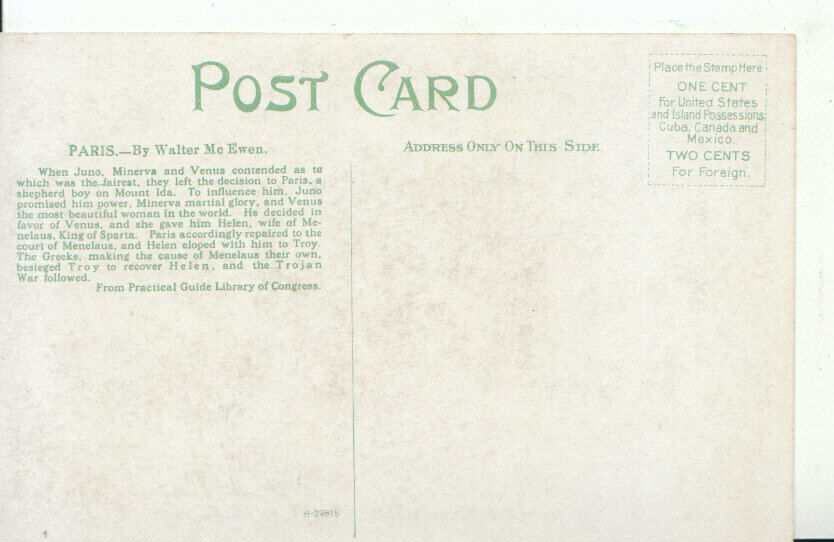 POST CARD
PARIS.—By Walter Mc Ewen.
When Juno, Minerva and Venus contended as to
which was the fairest, they left the decision to Paris, a
shepherd boy on Mount Ida. To influence him, Juno
promised him power, Minerva martial glory, and Venus
the most beautiful woman in the world. He decided in
favor of Venus, and she gave him Helen, wife of Me-
nelaus, King of Sparta. Paris accordingly repaired to the
court of Menelaus, and Helen eloped with him to Troy.
The Greeks, making the cause of Menelaus their own,
besieged Troy to recover Helen, and the Trojan
War followed.
From Practical Guide Library of Congress.
R-29815
ADDRESS ONLY ON THIS SIDE.
Place the Stamp Here
ONE CENT
For United States
and Island Possessions,
Cuba, Canada and
Mexico.
TWO CENTS
For Foreign.